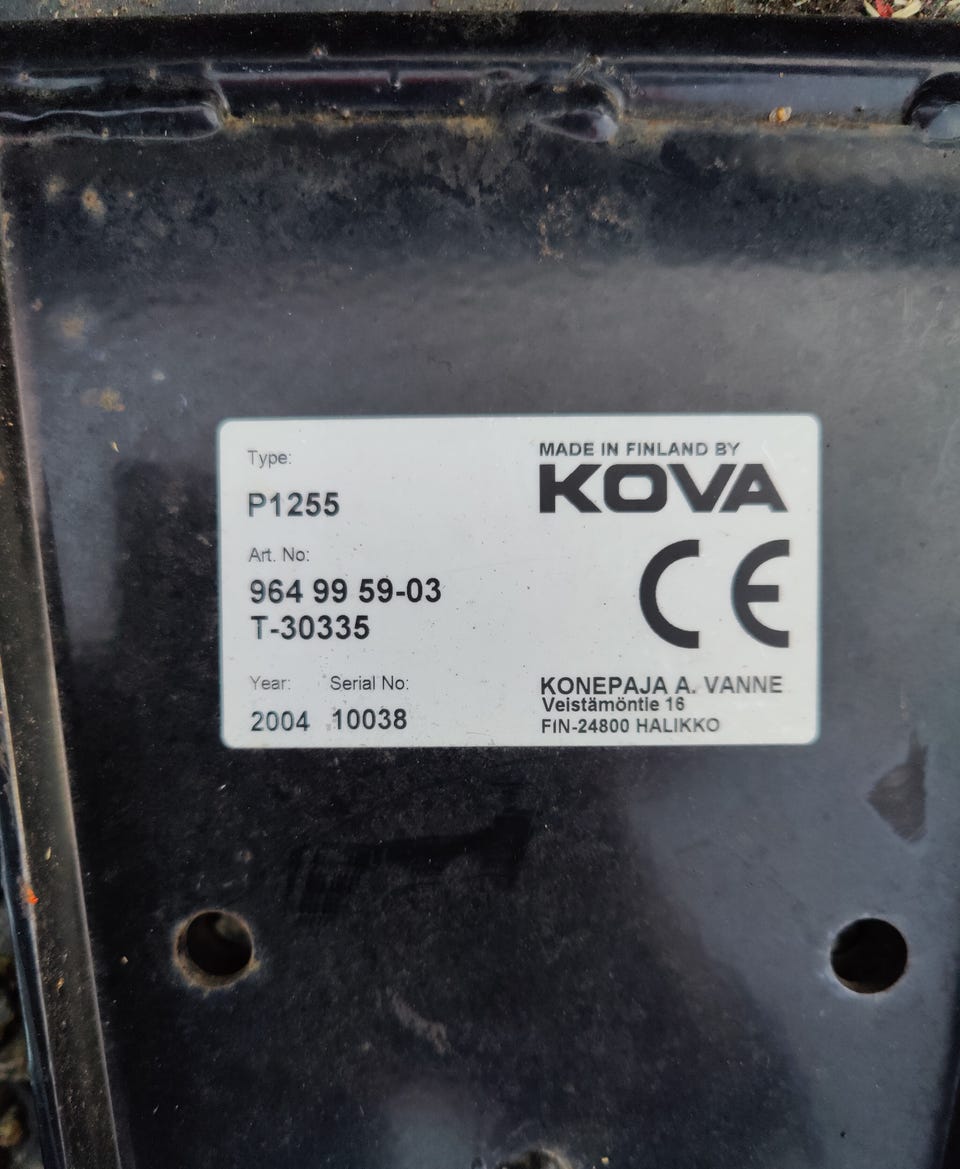 Type:
P1255
Art. No:
964 99 59-03
T-30335
Year: Serial No:
2004 10038
MADE IN FINLAND BY
KOVA
CE
KONEPAJA A. VANNE
Veistämöntie 16
FIN-24800 HALIKKO